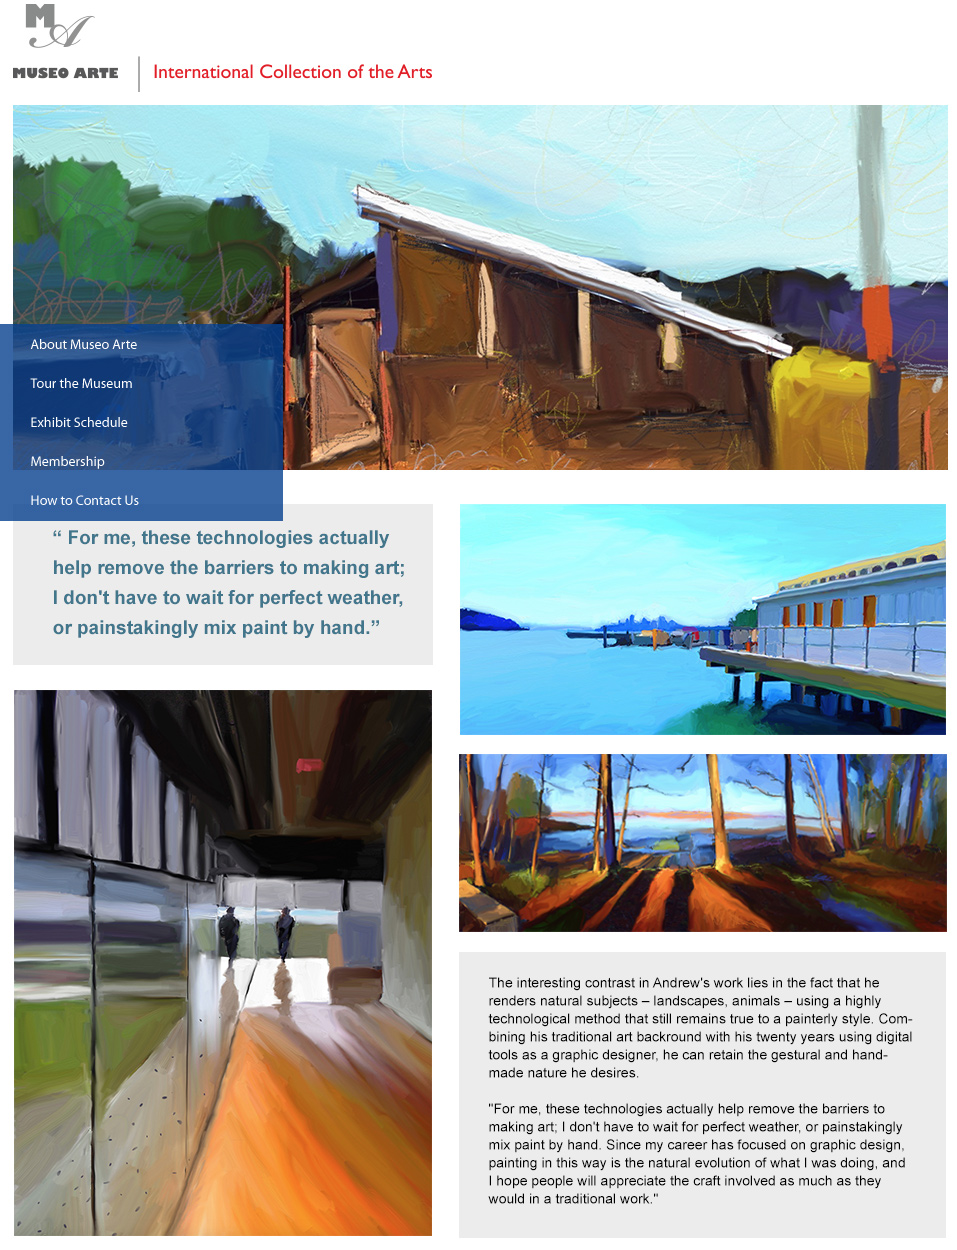 MA
MUSEO ARTE
International Collection of the Arts
About Museo Arte
Tour the Museum
Exhibit Schedule
Membership
How to Contact Us
“ For me, these technologies actually
help remove the barriers to making art;
I don't have to wait for perfect weather,
or painstakingly mix paint by hand.”
The interesting contrast in Andrew's work lies in the fact that he
renders natural subjects – landscapes, animals – using a highly
technological method that still remains true to a painterly style. Com-
bining his traditional art backround with his twenty years using digital
tools as a graphic designer, he can retain the gestural and hand-
made nature he desires.
"For me, these technologies actually help remove the barriers to
making art; I don't have to wait for perfect weather, or painstakingly
mix paint by hand. Since my career has focused on graphic design,
painting in this way is the natural evolution of what I was doing, and
I hope people will appreciate the craft involved as much as they
would in a traditional work."